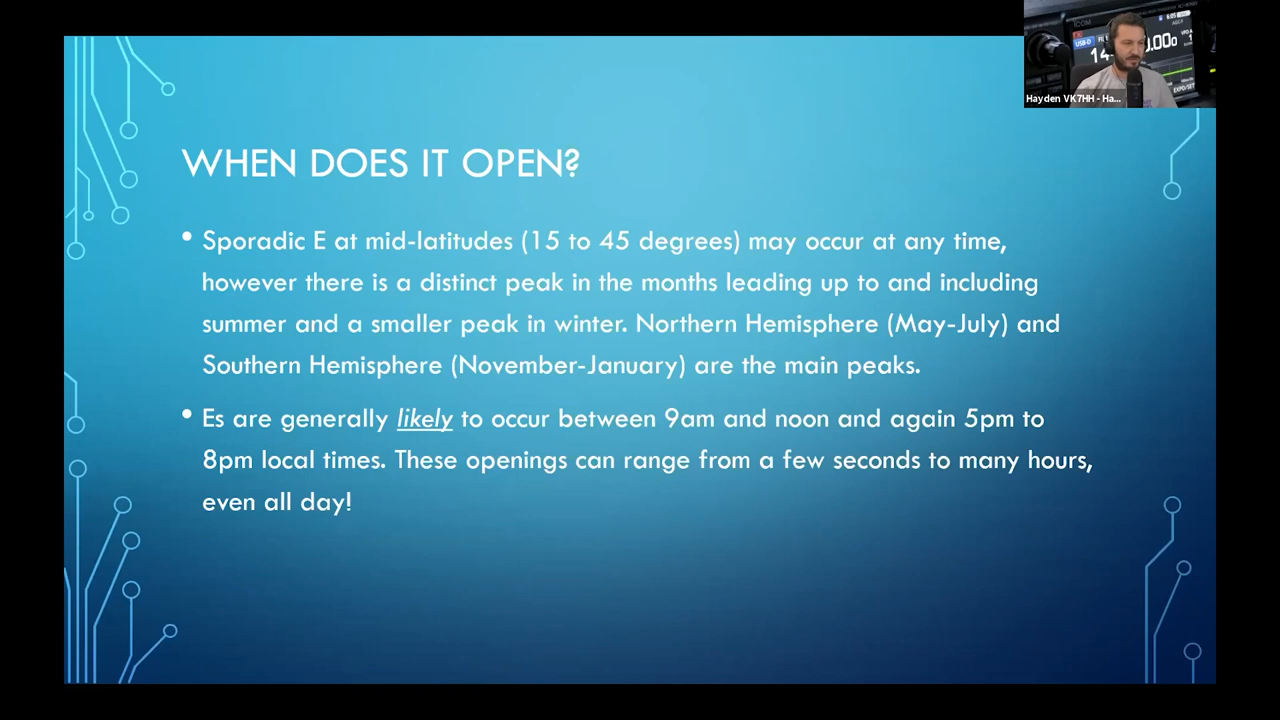 WHEN DOES IT OPEN?
• Sporadic E at mid-latitudes (15 to 45 degrees) may occur at any time,
however there is a distinct peak in the months leading up to and including
summer and a smaller peak in winter. Northern Hemisphere (May-July) and
Southern Hemisphere (November-January) are the main peaks.
• Es are generally likely to occur between 9am and noon and again 5pm to
8pm local times. These openings can range from a few seconds to many hours,
even all day!
ICOM
USB-D
Hayden VK7HH - Ha...